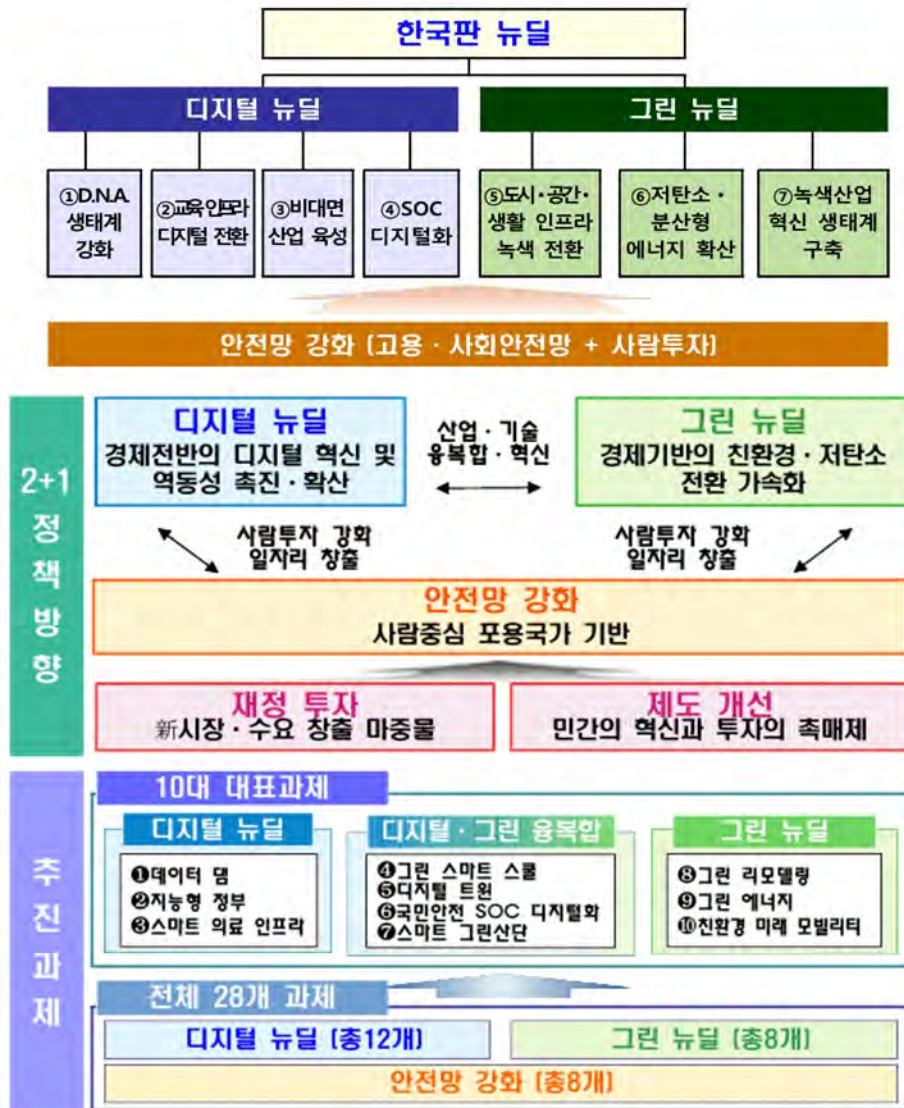 한국판 뉴딜
디지털 뉴딜
그린 뉴딜
①D.N.A.
생태계
강화
②교육인프라
디지털 전환
③비대면
산업 육성
④SOC
디지털화
⑤도시·공간·
생활 인프라
녹색 전환
⑥저탄소·
분산형
에너지 확산
⑦녹색산업
혁신 생태계
구축
안전망 강화 (고용·사회안전망 + 사람투자)
2+1
정
책
방
향
디지털 뉴딜
경제전반의 디지털 혁신 및
역동성 촉진·확산
산업·기술
융복합·혁신
그린 뉴딜
경제기반의 친환경·저탄소
전환 가속화
사람투자 강화
일자리 창출
사람투자 강화
일자리 창출
안전망 강화
사람중심 포용국가 기반
재정 투자
新시장·수요 창출 마중물
제도 개선
민간의 혁신과 투자의 촉매제
추
진
과
제
10대 대표과제
디지털 뉴딜
❶데이터 댐
❷지능형 정부
❸스마트 의료 인프라
디지털·그린 융복합
❹그린 스마트 스쿨
❺디지털 트윈
❻국민안전 SOC 디지털화
❼스마트 그린산단
그린 뉴딜
❽그린 리모델링
❾그린 에너지
❿친환경 미래 모빌리티
전체 28개 과제
디지털 뉴딜 (총12개)
그린 뉴딜 (총8개)
안전망 강화 (총8개)